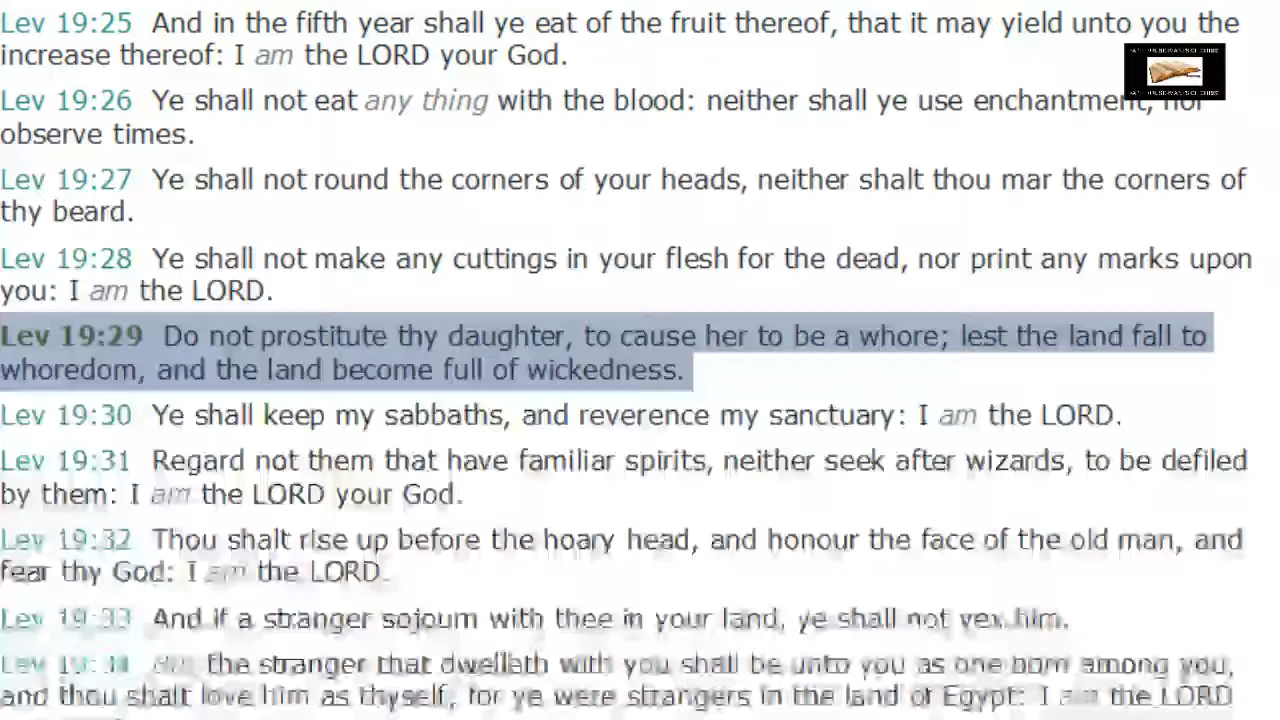 Lev 19:25 And in the fifth year shall ye eat of the fruit thereof, that it may yield unto you the
increase thereof: I am the LORD your God.
Lev 19:26 Ye shall not eat any thing with the blood: neither shall ye use enchantment, nor
observe times.
Lev 19:27 Ye shall not round the corners of your heads, neither shalt thou mar the corners of
thy beard.
Lev 19:28 Ye shall not make any cuttings in your flesh for the dead, nor print any marks upon
you: I am the LORD.
Lev 19:29 Do not prostitute thy daughter, to cause her to be a whore; lest the land fall to
whoredom, and the land become full of wickedness.
Lev 19:30 Ye shall keep my sabbaths, and reverence my sanctuary: I am the LORD.
Lev 19:31 Regard not them that have familiar spirits, neither seek after wizards, to be defiled
by them: I am the LORD your God.
Lev 19:32 Thou shalt rise up before the hoary head, and honour the face of the old man, and
fear thy God: I am the LORD.
Lev 19:33 And if a stranger sojourn with thee in your land, ye shall not vex him.
Lev the stranger that dwelleth with you shall be unto you as one born among you,
and thou shalt love him as thyself; for ye were strangers in the land of Egypt: I am the LORD